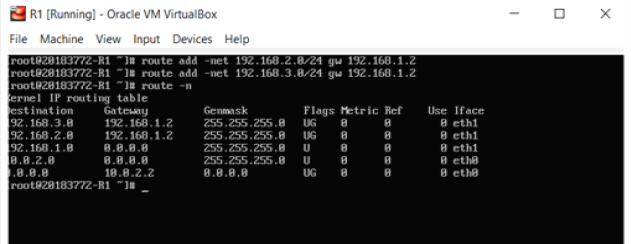 R1 [Running] - Oracle VM VirtualBox
File Machine View Input Devices Help
[root@20183772-R1 ~]# route add -net 192.168.2.0/24 gw 192.168.1.2
[root@20183772-R1 ~]# route add -net 192.168.3.0/24 gw 192.168.1.2
[root@20183772-R1 ~]# route -n
Kernel IP routing table
Destination Gateway Genmask Flags Metric Ref Use Iface
192.168.3.0 192.168.1.2 255.255.255.0 UG 0 0 0 eth1
192.168.2.0 192.168.1.2 255.255.255.0 UG 0 0 0 eth1
192.168.1.0 0.0.0.0 255.255.255.0 U 0 0 0 eth1
10.0.2.0 0.0.0.0 255.255.255.0 U 0 0 0 eth0
0.0.0.0 10.0.2.2 0.0.0.0 UG 0 0 0 eth0
[root@20183772-R1 ~]# _